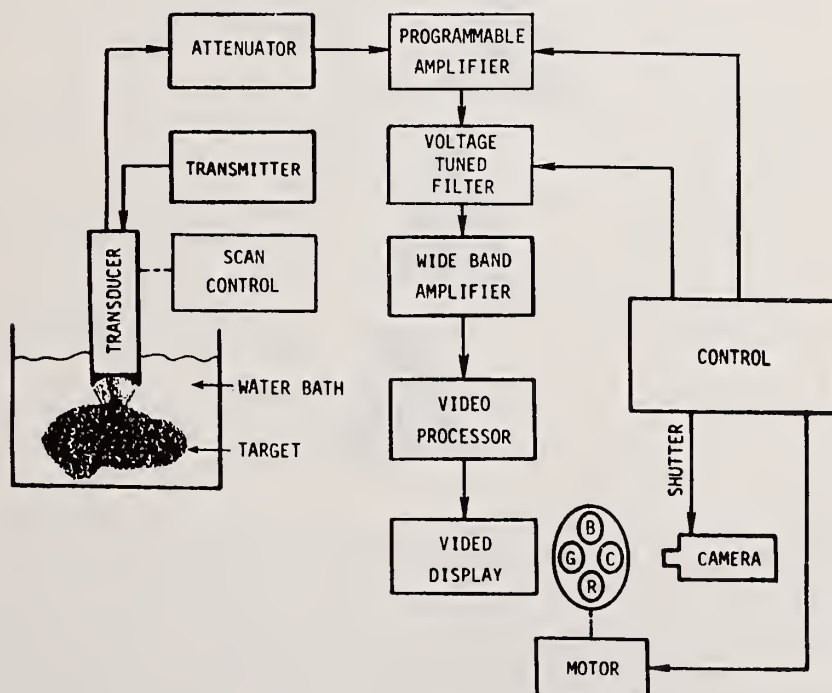 ATTENUATOR
PROGRAMMABLE
AMPLIFIER
TRANSMITTER
VOLTAGE
TUNED
FILTER
TRANSDUCER
SCAN
CONTROL
WIDE BAND
AMPLIFIER
CONTROL
WATER BATH
TARGET
VIDEO
PROCESSOR
SHUTTER
VIDEO
DISPLAY
B
G
C
R
CAMERA
MOTOR